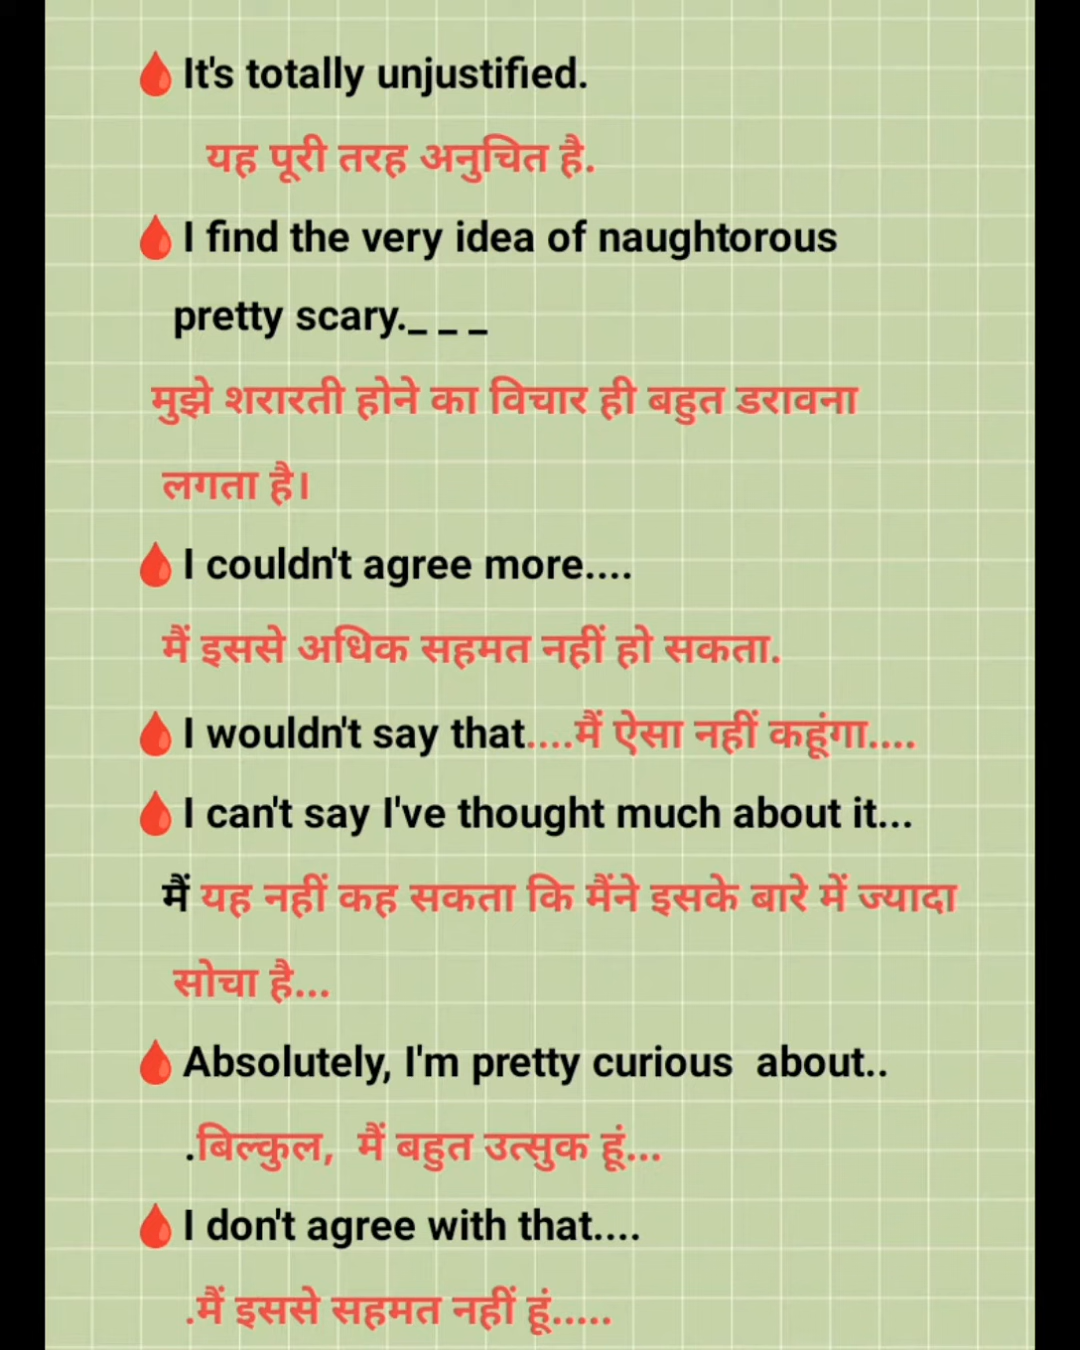 It's totally unjustified.
यह पूरी तरह अनुचित है.
I find the very idea of naughtorous
pretty scary._ _ _
मुझे शरारती होने का विचार ही बहुत डरावना
लगता है।
I couldn't agree more....
मैं इससे अधिक सहमत नहीं हो सकता.
I wouldn't say that....मैं ऐसा नहीं कहूंगा....
I can't say I've thought much about it...
मैं यह नहीं कह सकता कि मैंने इसके बारे में ज्यादा
सोचा है...
Absolutely, I'm pretty curious  about..
.बिल्कुल,  मैं बहुत उत्सुक हूं...
I don't agree with that....
.मैं इससे सहमत नहीं हूं.....